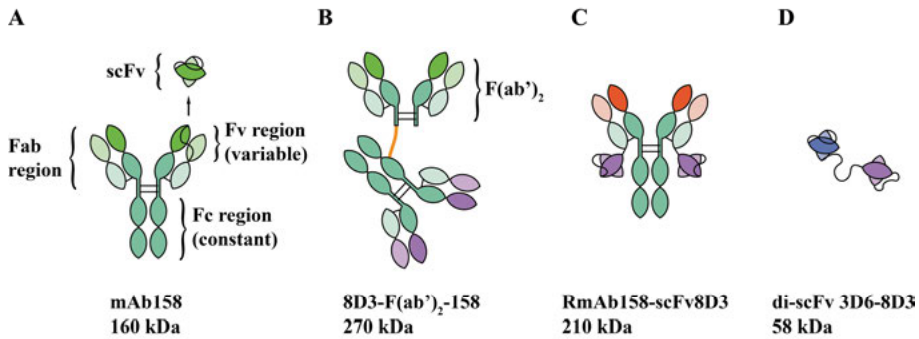 A
B
C
D
scFv
F(ab')₂
Fab
region
Fv region
(variable)
Fc region
(constant)
mAb158
160 kDa
8D3-F(ab')₂-158
270 kDa
RmAb158-scFv8D3
210 kDa
di-scFv 3D6-8D3
58 kDa